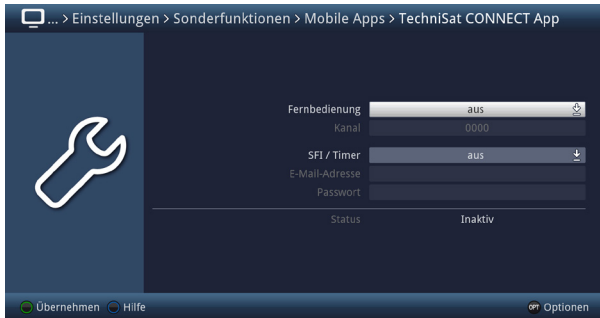 ... > Einstellungen > Sonderfunktionen > Mobile Apps > TechniSat CONNECT App
Fernbedienung aus
Kanal 0000
SFI / Timer aus
E-Mail-Adresse
Passwort
Status Inaktiv
Übernehmen Hilfe OPT Optionen